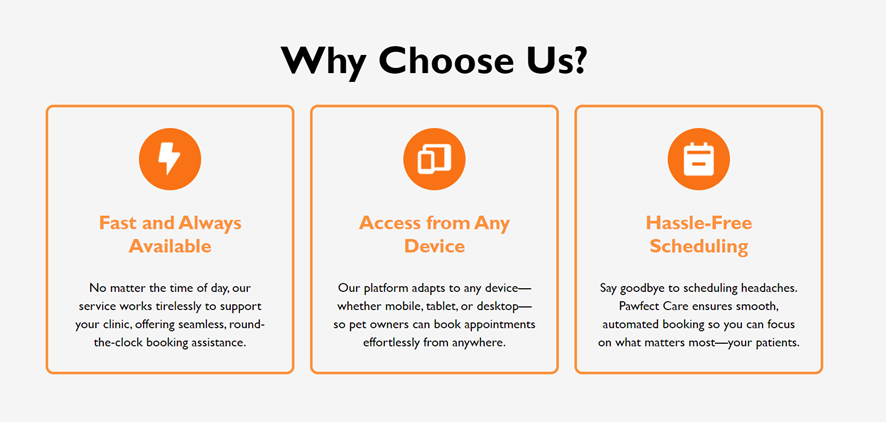 Why Choose Us?
Fast and Always
Available
No matter the time of day, our
service works tirelessly to support
your clinic, offering seamless, round-
the-clock booking assistance.
Access from Any
Device
Our platform adapts to any device—
whether mobile, tablet, or desktop—
so pet owners can book appointments
effortlessly from anywhere.
Hassle-Free
Scheduling
Say goodbye to scheduling headaches.
Pawfect Care ensures smooth,
automated booking so you can focus
on what matters most—your patients.